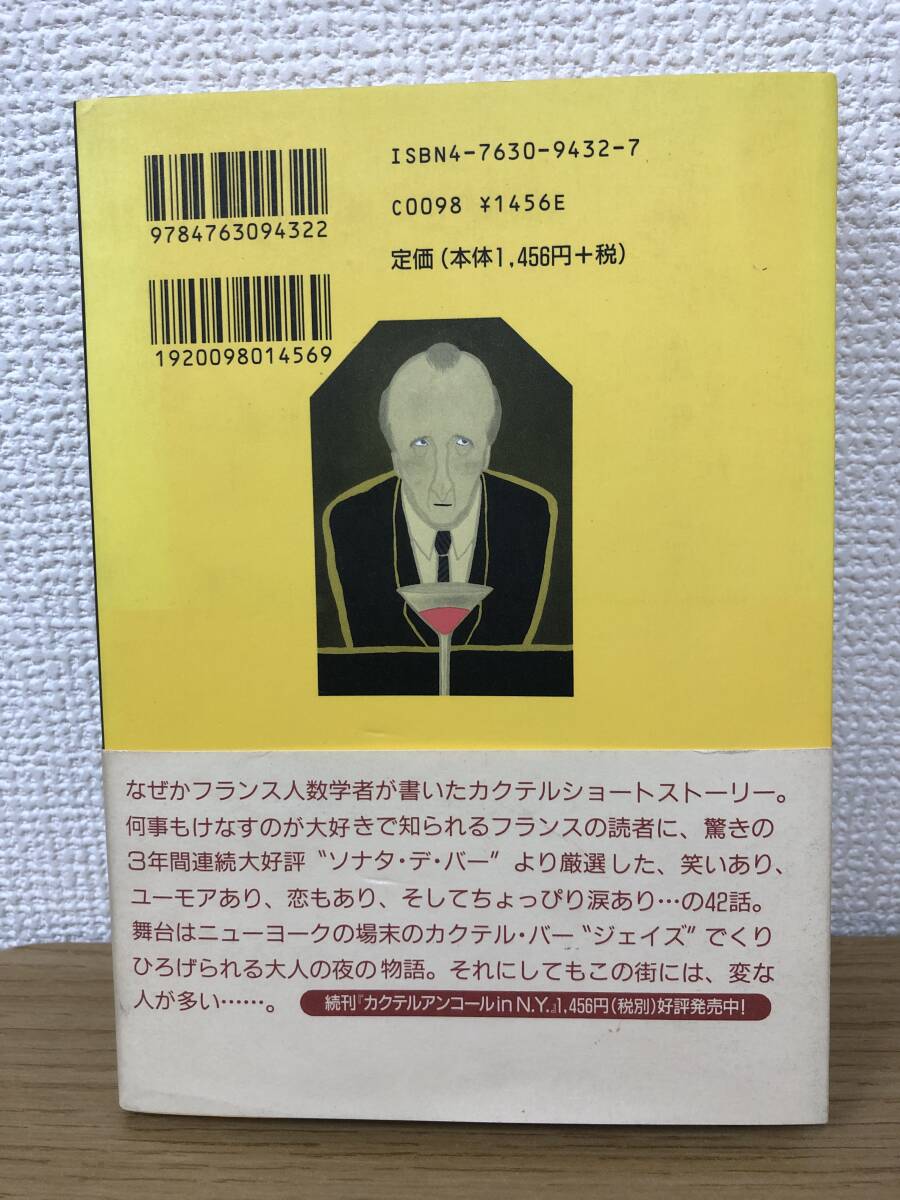 ISBN4-7630-9432-7
C0098 ¥1456E
定価(本体1,456円+税)
9784763094322
1920098014569
なぜかフランス人数学者が書いたカクテルショートストーリー。
何事もけなすのが大好きで知られるフランスの読者に、驚きの
3年間連続大好評〝ソナタ・デ・バー〞より厳選した、笑いあり、
ユーモアあり、恋もあり、そしてちょっぴり涙あり…の42話。
舞台はニューヨークの場末のカクテル・バー〝ジェイズ〞でくり
ひろげられる大人の夜の物語。それにしてもこの街には、変な
人が多い……。
続刊『カクテルアンコールin N.Y.』1,456円(税別)好評発売中!